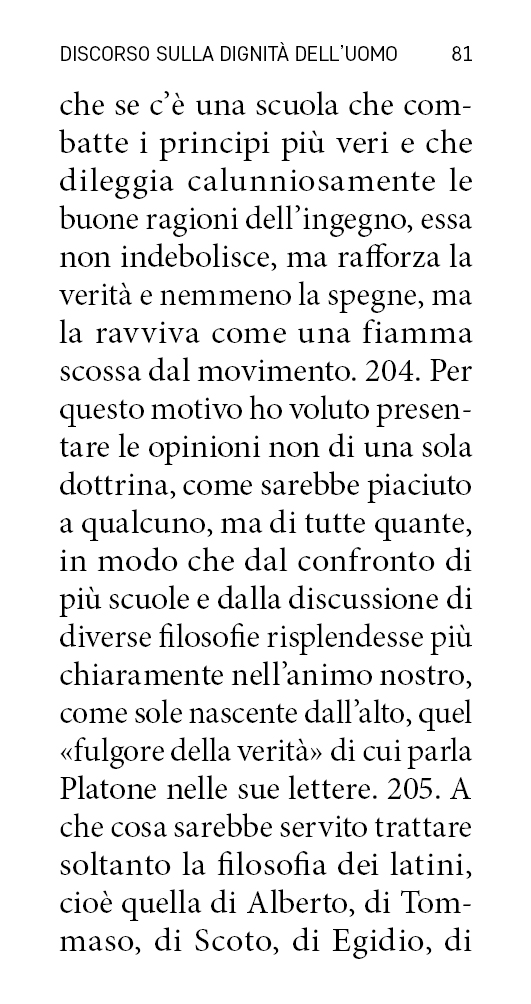 DISCORSO SULLA DIGNITÀ DELL'UOMO 81
che se c'è una scuola che com-
batte i principi più veri e che
dileggia calunniosamente le
buone ragioni dell'ingegno, essa
non indebolisce, ma rafforza la
verità e nemmeno la spegne, ma
la ravviva come una fiamma
scossa dal movimento. 204. Per
questo motivo ho voluto presen-
tare le opinioni non di una sola
dottrina, come sarebbe piaciuto
a qualcuno, ma di tutte quante,
in modo che dal confronto di
più scuole e dalla discussione di
diverse filosofie risplendesse più
chiaramente nell'animo nostro,
come sole nascente dall'alto, quel
«fulgore della verità» di cui parla
Platone nelle sue lettere. 205. A
che cosa sarebbe servito trattare
soltanto la filosofia dei latini,
cioè quella di Alberto, di Tom-
maso, di Scoto, di Egidio, di